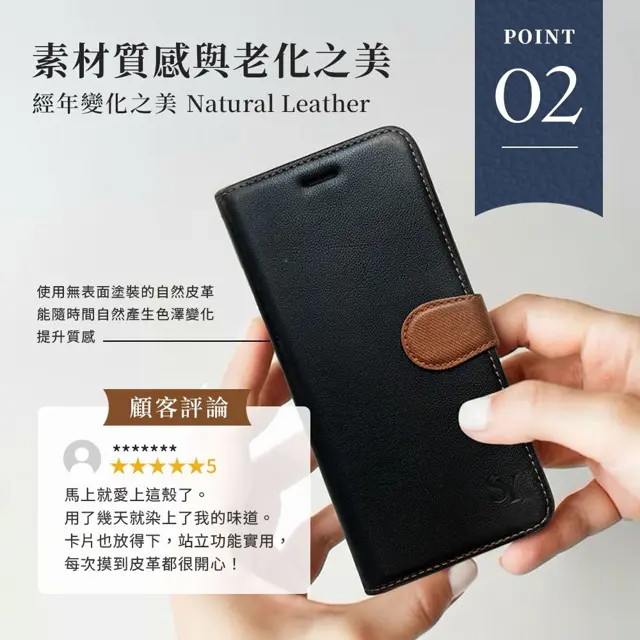 素材質感與老化之美
經年變化之美 Natural Leather
POINT
02
使用無表面塗裝的自然皮革
能隨時間自然產生色澤變化
提升質感
顧客評論
*******
★★★★★5
馬上就愛上這殼了。
用了幾天就染上了我的味道。
卡片也放得下，站立功能實用，
每次摸到皮革都很開心！